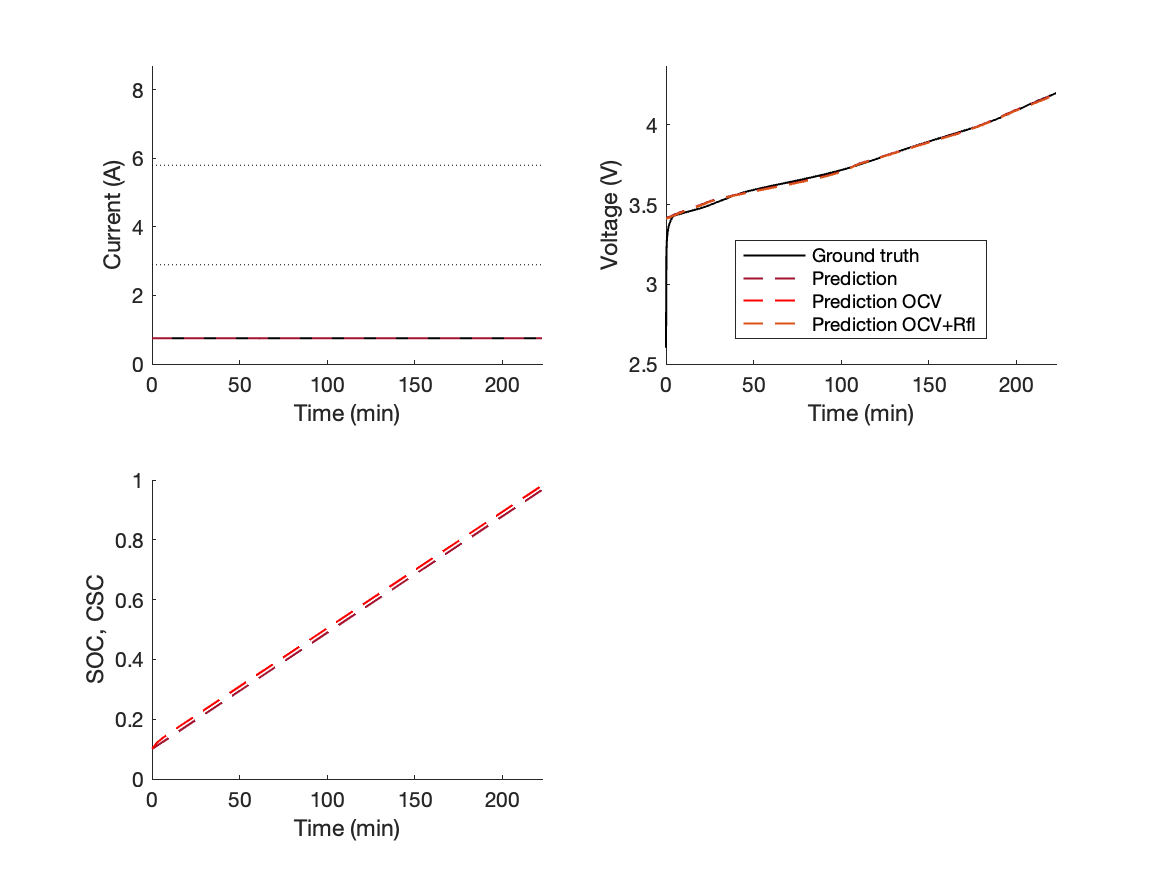 8
6
4
2
0
Current (A)
0 50 100 150 200
Time (min)
4
3.5
3
2.5
Voltage (V)
Ground truth
Prediction
Prediction OCV
Prediction OCV+Rfl
0 50 100 150 200
Time (min)
1
0.8
0.6
0.4
0.2
0
SOC, CSC
0 50 100 150 200
Time (min)